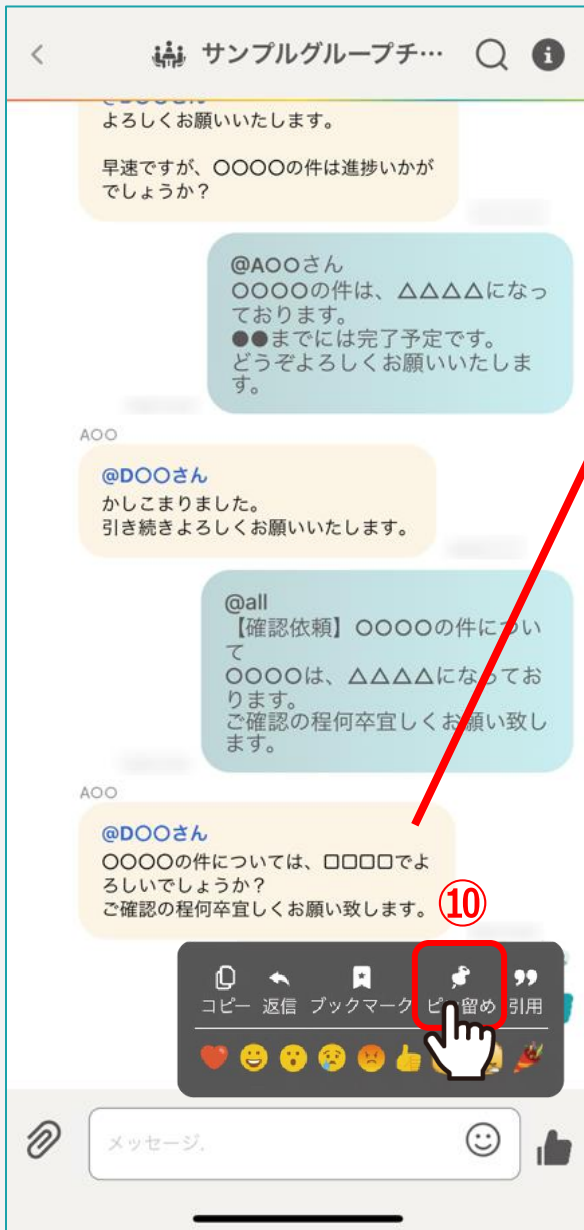 サンプルグループチ…
よろしくお願いいたします。
早速ですが、〇〇〇〇の件は進捗いかが
でしょうか？
@A〇〇さん
〇〇〇〇の件は、△△△△になっ
ております。
●●までには完了予定です。
どうぞよろしくお願いいたしま
す。
A〇〇
@D〇〇さん
かしこまりました。
引き続きよろしくお願いいたします。
@all
【確認依頼】〇〇〇〇の件につい
て
〇〇〇〇は、△△△△になってお
ります。
ご確認の程何卒宜しくお願い致し
ます。
A〇〇
@D〇〇さん
〇〇〇〇の件については、□□□□でよ
ろしいでしょうか？
ご確認の程何卒宜しくお願い致します。
⑩
コピー 返信 ブックマーク ピン留め 引用
メッセージ.